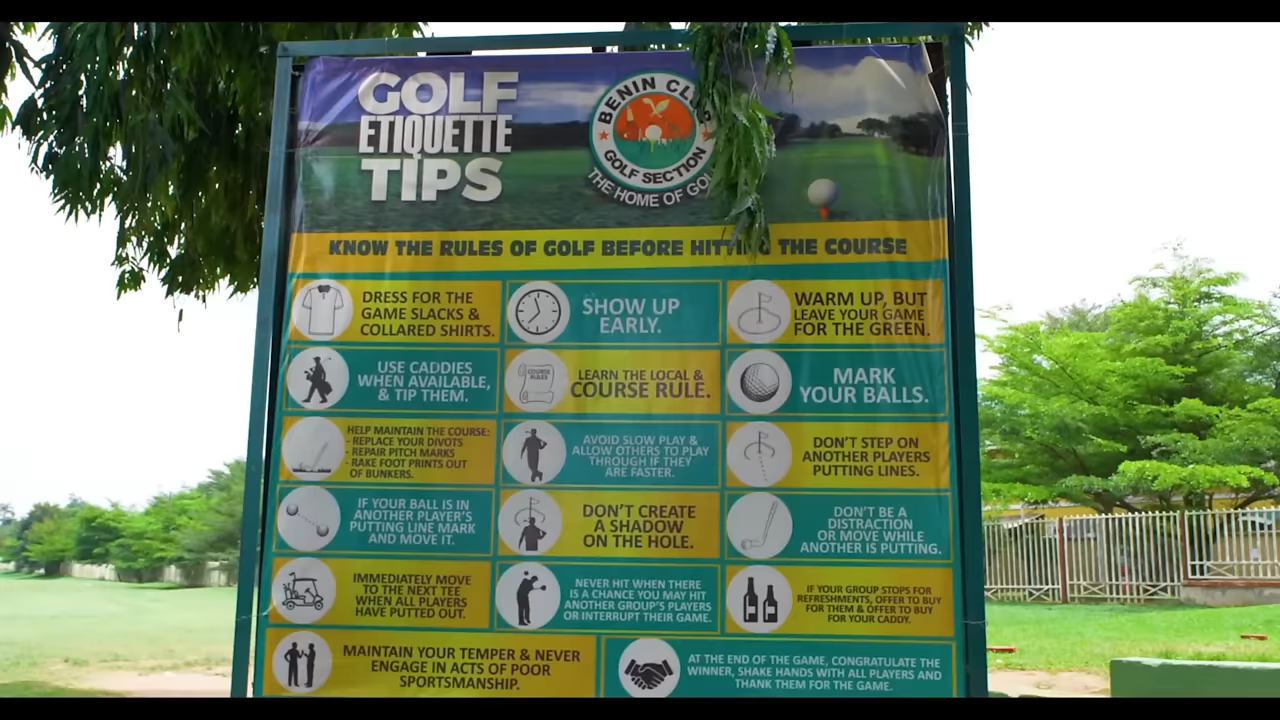 GOLF
ETIQUETTE
TIPS
BENIN
GOLF SECTION
THE HOME OF
KNOW THE RULES OF GOLF BEFORE HITTING THE COURSE
DRESS FOR THE
GAME SLACKS &
COLLARED SHIRTS.
SHOW UP
EARLY.
WARM UP, BUT
LEAVE YOUR GAME
FOR THE GREEN.
USE CADDIES
WHEN AVAILABLE,
& TIP THEM.
COURSE
RULES
LEARN THE LOCAL &
COURSE RULE.
MARK
YOUR BALLS.
HELP MAINTAIN THE COURSE:
- REPLACE YOUR DIVOTS
- REPAIR PITCH MARKS
- RAKE FOOT PRINTS OUT
OF BUNKERS.
AVOID SLOW PLAY &
ALLOW OTHERS TO PLAY
THROUGH IF THEY
ARE FASTER.
DON'T STEP ON
ANOTHER PLAYERS
PUTTING LINES.
IF YOUR BALL IS IN
ANOTHER PLAYER'S
PUTTING LINE MARK
AND MOVE IT.
DON'T CREATE
A SHADOW
ON THE HOLE.
DON'T BE A
DISTRACTION
OR MOVE WHILE
ANOTHER IS PUTTING.
IMMEDIATELY MOVE
TO THE NEXT TEE
WHEN ALL PLAYERS
HAVE PUTTED OUT.
NEVER HIT WHEN THERE
IS A CHANCE YOU MAY HIT
ANOTHER GROUP'S PLAYERS
OR INTERRUPT THEIR GAME.
IF YOUR GROUP STOPS FOR
REFRESHMENTS, OFFER TO BUY
FOR THEM & OFFER TO BUY
FOR YOUR CADDY.
MAINTAIN YOUR TEMPER & NEVER
ENGAGE IN ACTS OF POOR
SPORTSMANSHIP.
AT THE END OF THE GAME, CONGRATULATE THE
WINNER, SHAKE HANDS WITH ALL PLAYERS AND
THANK THEM FOR THE GAME.